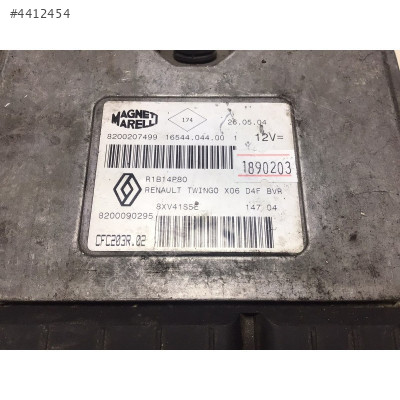 #4412454
MAGNETI MARELLI 174 26.05.04
8200207499 16544.044.00 1 12V=
1890203
R1B14P80
RENAULT TWINGO X06 D4F BVR
8XV41S5E 147 04
8200090295
CFC203R.02